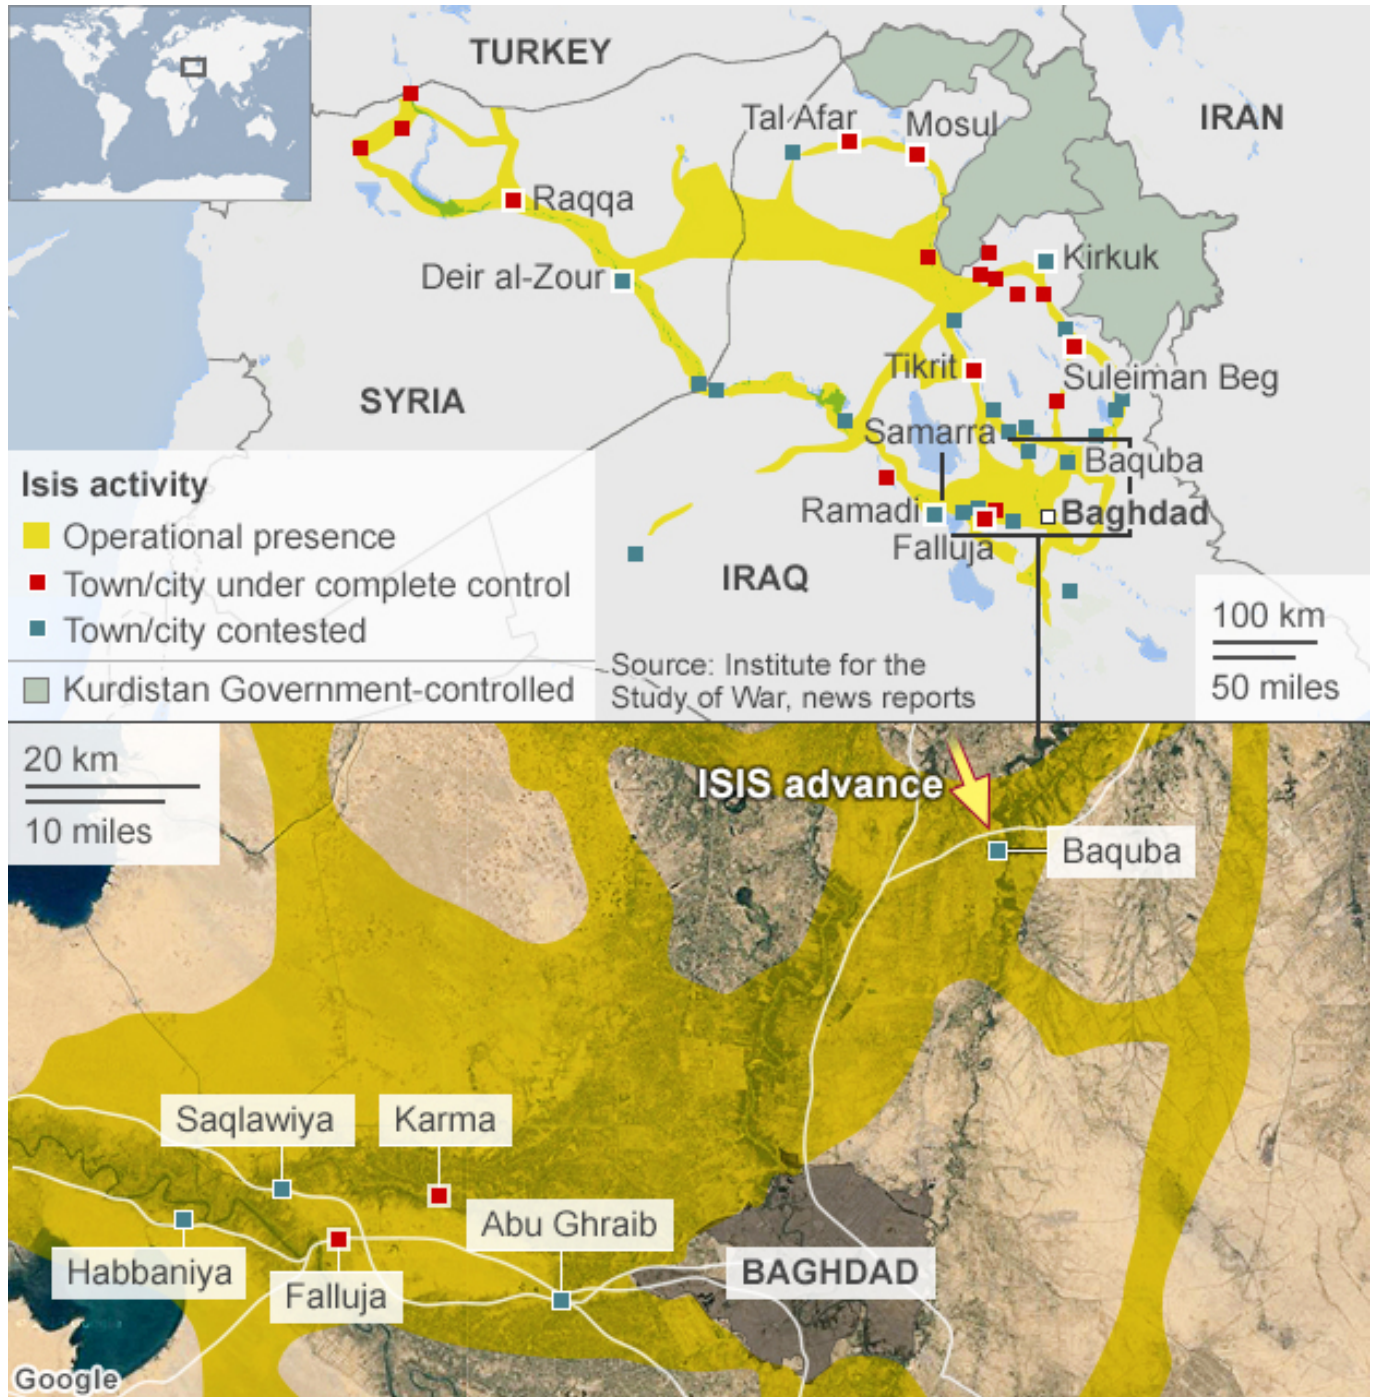 TURKEY
IRAN
Tal Afar
Mosul
Raqqa
Kirkuk
Deir al-Zour
Tikrit
Suleiman Beg
SYRIA
Samarra
Baquba
Isis activity
Operational presence
Town/city under complete control
Town/city contested
Kurdistan Government-controlled
Ramadi
Baghdad
Falluja
IRAQ
100 km
50 miles
Source: Institute for the
Study of War, news reports
20 km
10 miles
ISIS advance
Baquba
Saqlawiya
Karma
Abu Ghraib
Habbaniya
Falluja
BAGHDAD
Google